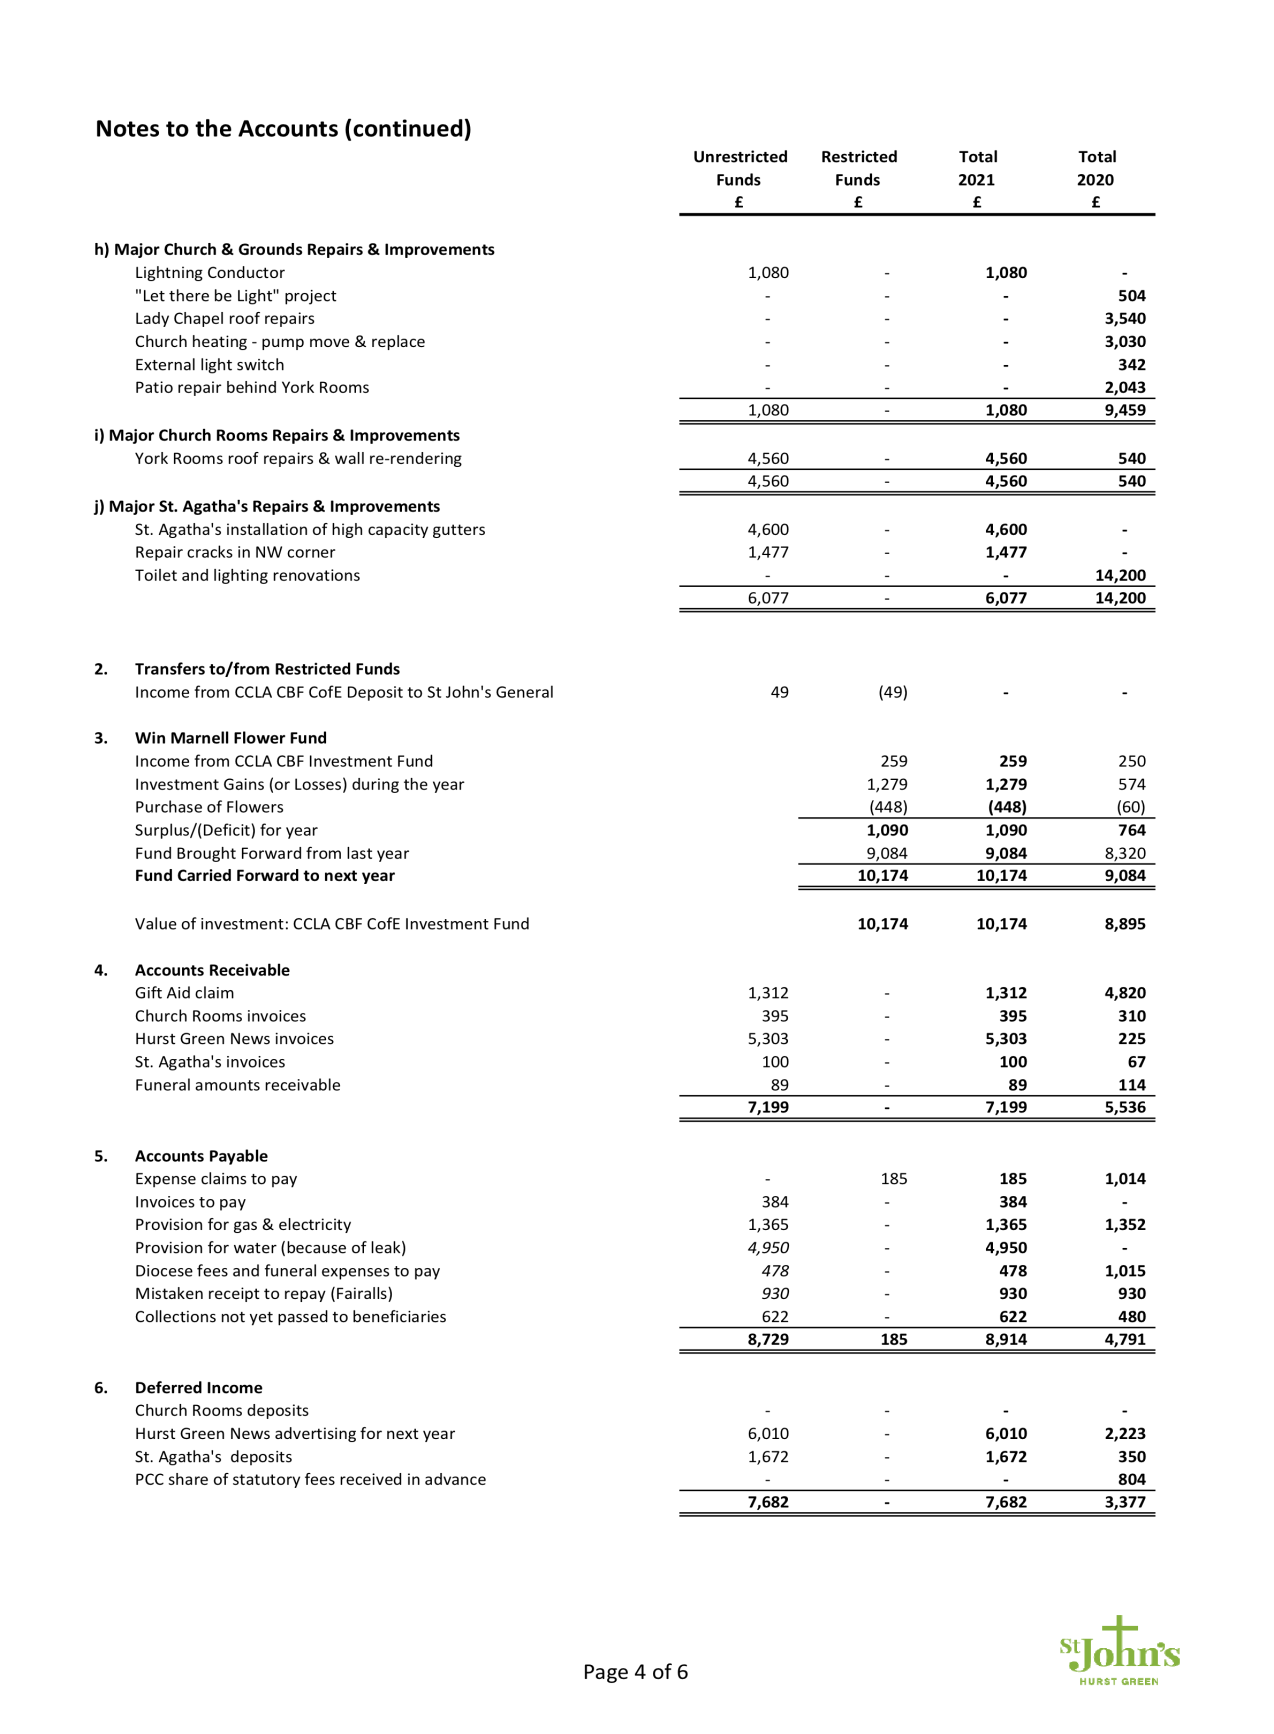 Notes to the Accounts (continued)
Unrestricted Restricted Total Total
Funds Funds 2021 2020
£ £ £ £
h) Major Church & Grounds Repairs & Improvements
Lightning Conductor 1,080 - 1,080 -
"Let there be Light" project - - - 504
Lady Chapel roof repairs - - - 3,540
Church heating - pump move & replace - - - 3,030
External light switch - - - 342
Patio repair behind York Rooms - - - 2,043
1,080 - 1,080 9,459
i) Major Church Rooms Repairs & Improvements
York Rooms roof repairs & wall re-rendering 4,560 - 4,560 540
4,560 - 4,560 540
j) Major St. Agatha's Repairs & Improvements
St. Agatha's installation of high capacity gutters 4,600 - 4,600 -
Repair cracks in NW corner 1,477 - 1,477 -
Toilet and lighting renovations - - - 14,200
6,077 - 6,077 14,200
2. Transfers to/from Restricted Funds
Income from CCLA CBF CofE Deposit to St John's General 49 (49) - -
3. Win Marnell Flower Fund
Income from CCLA CBF Investment Fund 259 259 250
Investment Gains (or Losses) during the year 1,279 1,279 574
Purchase of Flowers (448) (448) (60)
Surplus/(Deficit) for year 1,090 1,090 764
Fund Brought Forward from last year 9,084 9,084 8,320
Fund Carried Forward to next year 10,174 10,174 9,084
Value of investment: CCLA CBF CofE Investment Fund 10,174 10,174 8,895
4. Accounts Receivable
Gift Aid claim 1,312 - 1,312 4,820
Church Rooms invoices 395 - 395 310
Hurst Green News invoices 5,303 - 5,303 225
St. Agatha's invoices 100 - 100 67
Funeral amounts receivable 89 - 89 114
7,199 - 7,199 5,536
5. Accounts Payable
Expense claims to pay - 185 185 1,014
Invoices to pay 384 - 384 -
Provision for gas & electricity 1,365 - 1,365 1,352
Provision for water (because of leak) 4,950 - 4,950 -
Diocese fees and funeral expenses to pay 478 - 478 1,015
Mistaken receipt to repay (Fairalls) 930 - 930 930
Collections not yet passed to beneficiaries 622 - 622 480
8,729 185 8,914 4,791
6. Deferred Income
Church Rooms deposits - - - -
Hurst Green News advertising for next year 6,010 - 6,010 2,223
St. Agatha's  deposits 1,672 - 1,672 350
PCC share of statutory fees received in advance - - - 804
7,682 - 7,682 3,377
Page 4 of 6
St John's
HURST GREEN